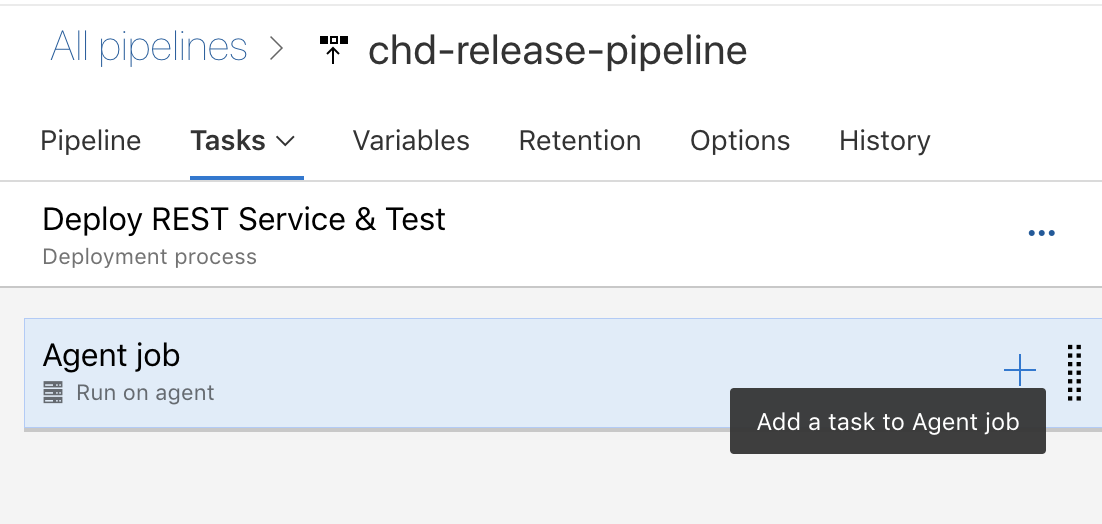 All pipelines > chd-release-pipeline
Pipeline Tasks Variables Retention Options History
Deploy REST Service & Test
Deployment process
Agent job
Run on agent
Add a task to Agent job